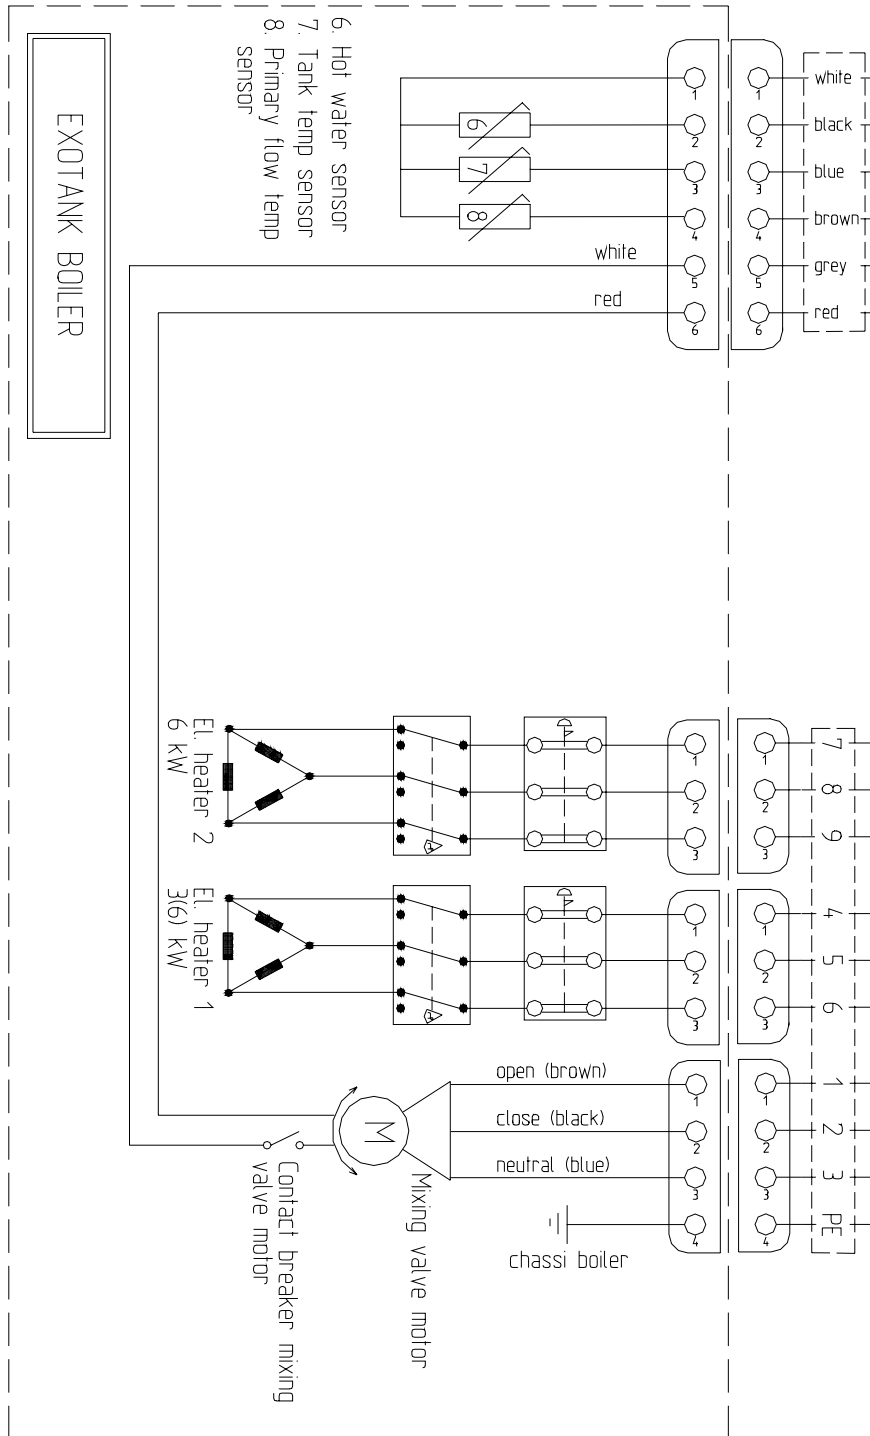 6. Hot water sensor
7. Tank temp sensor
8. Primary flow temp
sensor
EXOTANK BOILER
6
7
8
white
red
1
2
3
4
5
6
1
2
3
4
5
6
white
black
blue
brown
grey
red
El. heater 2
6 kW
1
2
3
1
2
3
7
8
9
El. heater 1
3(6) kW
1
2
3
1
2
3
4
5
6
open (brown)
close (black)
neutral (blue)
M
Mixing valve motor
Contact breaker mixing
valve motor
chassi boiler
1
2
3
4
1
2
3
4
1
2
3
PE